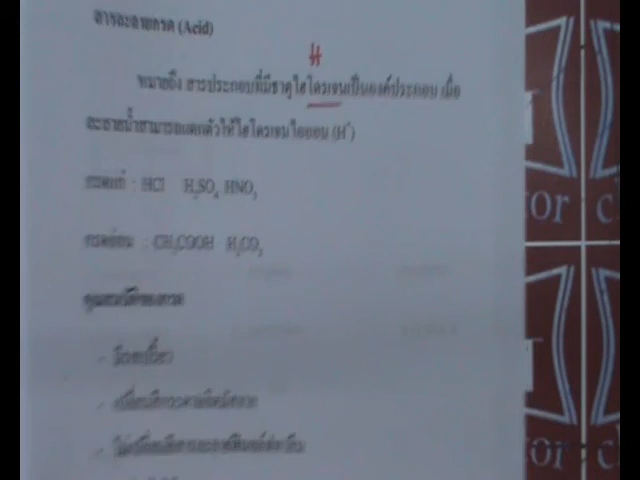 สารละลายกรด (Acid)
H
หมายถึง สารประกอบที่มีธาตุไฮโดรเจนเป็นองค์ประกอบ เมื่อ
ละลายน้ำสามารถแตกตัวให้ไฮโดรเจนไอออน (H⁺)
กรดแก่ : HCl H₂SO₄ HNO₃
กรดอ่อน : CH₃COOH H₂CO₃
คุณสมบัติของกรด
- มีรสเปรี้ยว
tor
c
tor
c